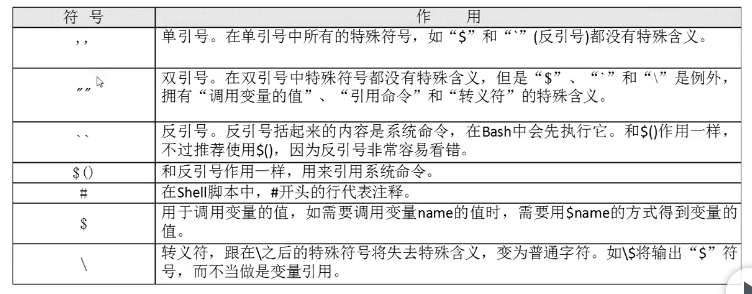 符 号 作 用
' ' 单引号。在单引号中所有的特殊符号，如“$”和“`”(反引号)都没有特殊含义。
" " 双引号。在双引号中特殊符号都没有特殊含义，但是“$”、“`”和“\”是例外，
拥有“调用变量的值”、“引用命令”和“转义符”的特殊含义。
` ` 反引号。反引号括起来的内容是系统命令，在Bash中会先执行它。和$()作用一样，
不过推荐使用$()，因为反引号非常容易看错。
$() 和反引号作用一样，用来引用系统命令。
# 在Shell脚本中，#开头的行代表注释。
$ 用于调用变量的值，如需要调用变量name的值时，需要用$name的方式得到变量的
值。
\ 转义符，跟在\之后的特殊符号将失去特殊含义，变为普通字符。如\$将输出“$”符
号，而不当做是变量引用。